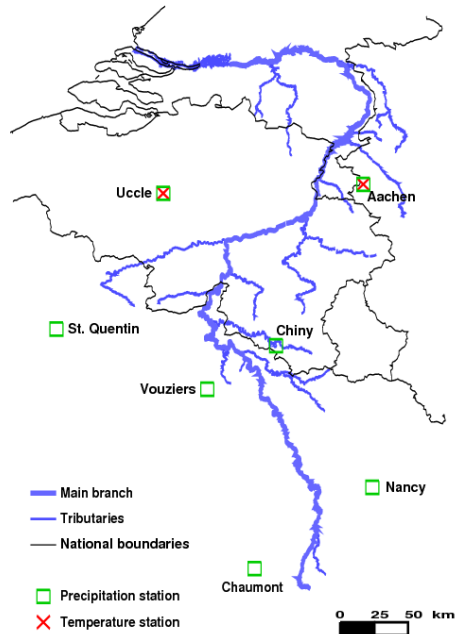 Uccle
Aachen
St. Quentin
Chiny
Vouziers
Nancy
Main branch
Tributaries
National boundaries
Chaumont
Precipitation station
Temperature station
0 25 50 km